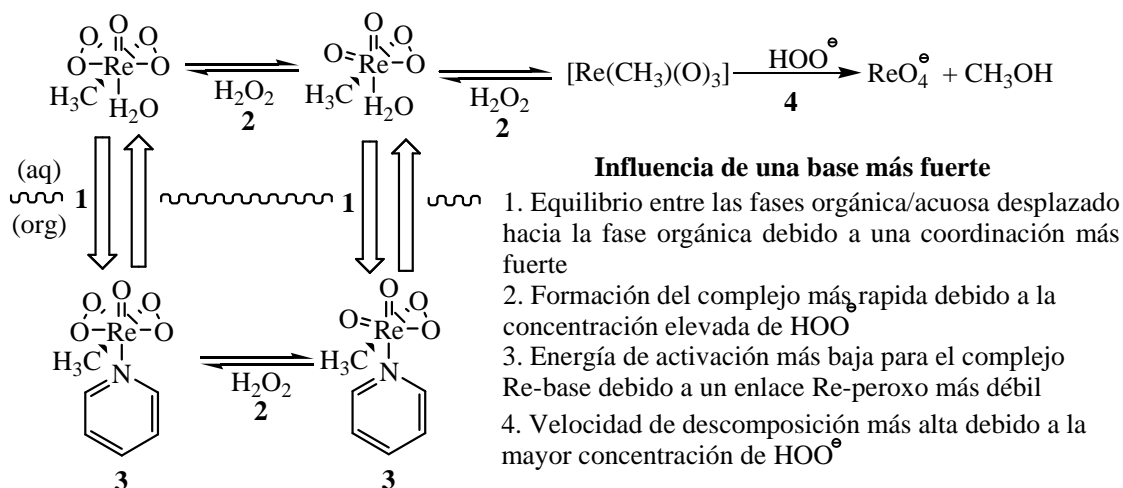 O
O
O
O
O
Re
H₃C
H₂O
H₂O₂
2
O
O
O
O
Re
H₃C
H₂O
H₂O₂
2
[Re(CH₃)(O)₃]
HOO⊖
4
ReO₄⊖ + CH₃OH
(aq)
1
(org)
1
Influencia de una base más fuerte
1. Equilibrio entre las fases orgánica/acuosa desplazado
hacia la fase orgánica debido a una coordinación más
fuerte
2. Formación del complejo más rapida debido a la
concentración elevada de HOO⊖
3. Energía de activación más baja para el complejo
Re-base debido a un enlace Re-peroxo más débil
4. Velocidad de descomposición más alta debido a la
mayor concentración de HOO⊖
O
O
O
O
O
Re
H₃C
N
3
H₂O₂
2
O
O
O
O
Re
H₃C
N
3